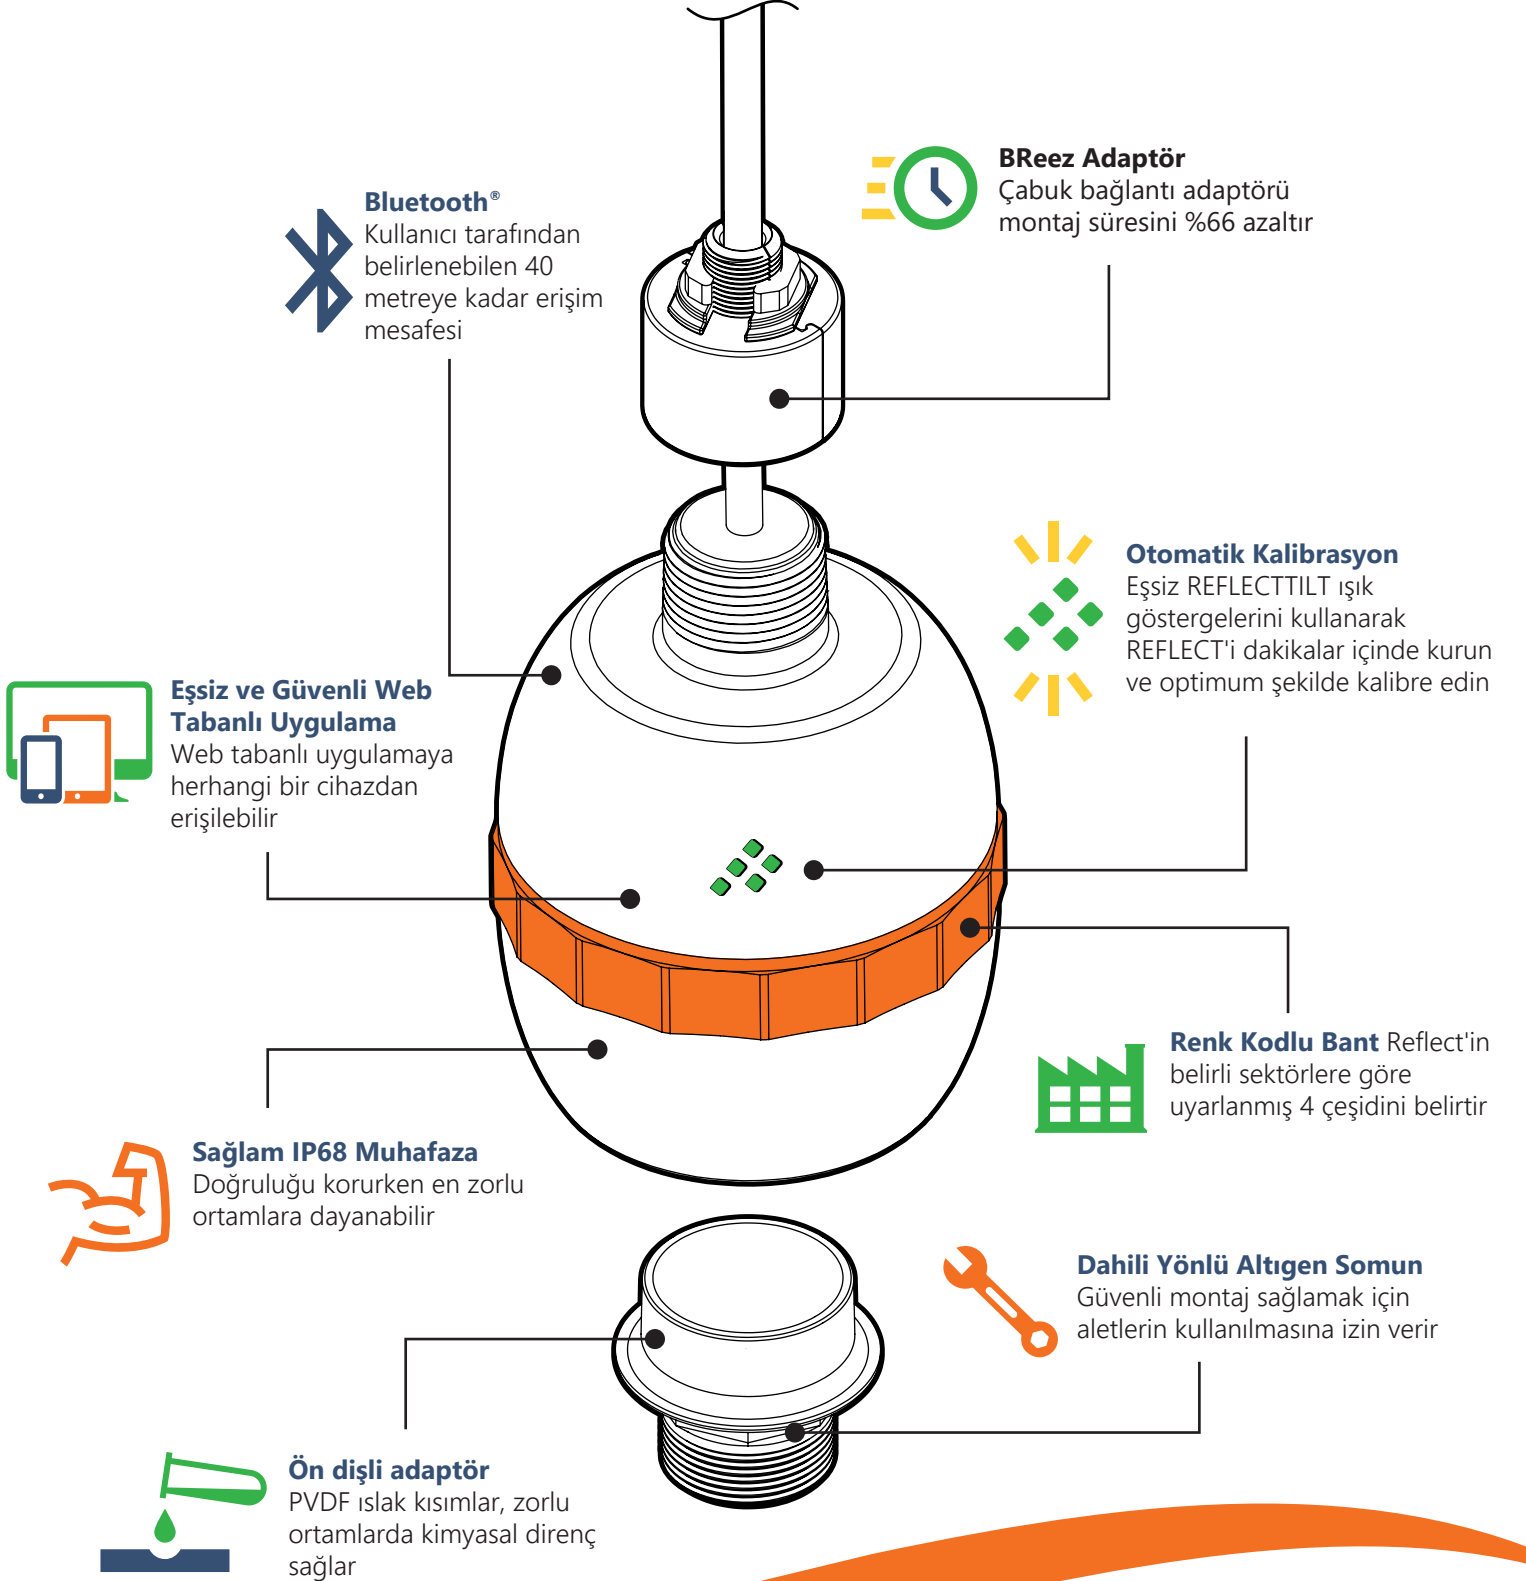 BReez Adaptör
Çabuk bağlantı adaptörü
montaj süresini %66 azaltır
Bluetooth®
Kullanıcı tarafından
belirlenebilen 40
metreye kadar erişim
mesafesi
Otomatik Kalibrasyon
Eşsiz REFLECTTILT ışık
göstergelerini kullanarak
REFLECT'i dakikalar içinde kurun
ve optimum şekilde kalibre edin
Eşsiz ve Güvenli Web
Tabanlı Uygulama
Web tabanlı uygulamaya
herhangi bir cihazdan
erişilebilir
Renk Kodlu Bant Reflect'in
belirli sektörlere göre
uyarlanmış 4 çeşidini belirtir
Sağlam IP68 Muhafaza
Doğruluğu korurken en zorlu
ortamlara dayanabilir
Dahili Yönlü Altıgen Somun
Güvenli montaj sağlamak için
aletlerin kullanılmasına izin verir
Ön dişli adaptör
PVDF ıslak kısımlar, zorlu
ortamlarda kimyasal direnç
sağlar